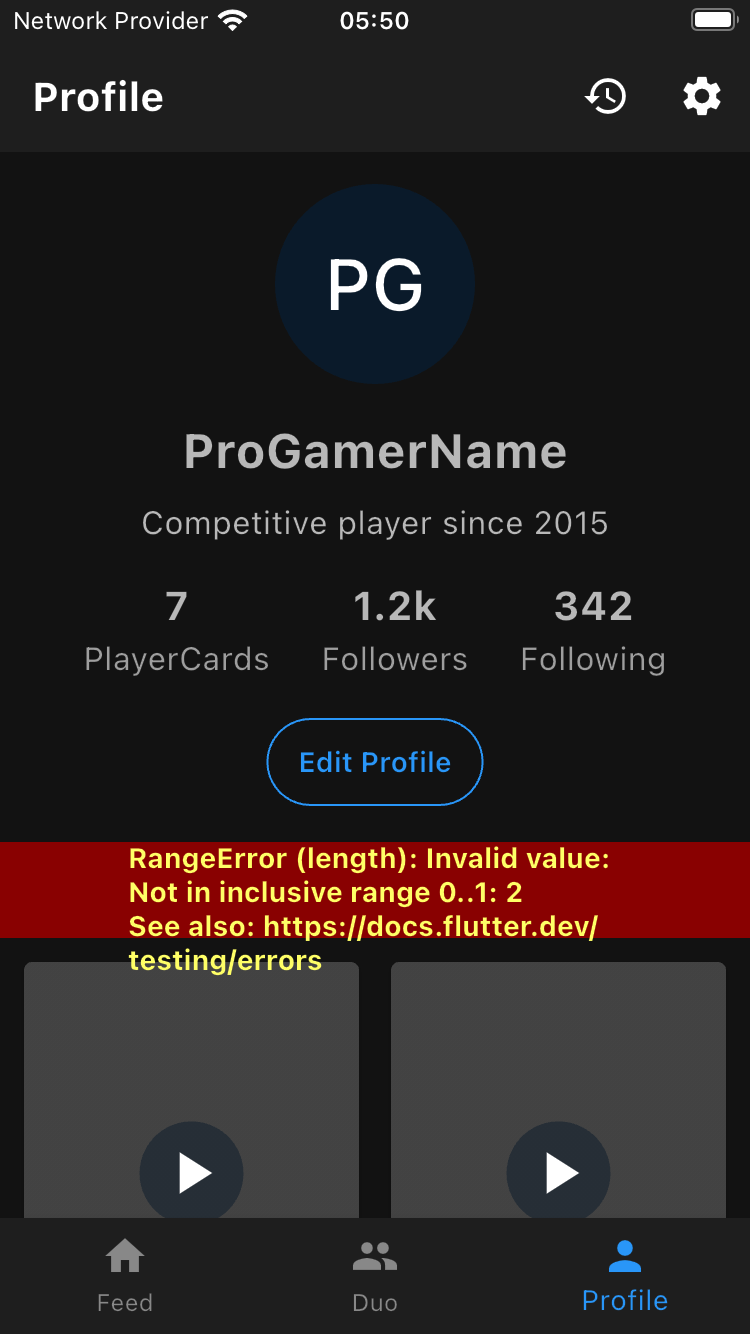 Network Provider 05:50
Profile
PG
ProGamerName
Competitive player since 2015
7 1.2k 342
PlayerCards Followers Following
Edit Profile
RangeError (length): Invalid value:
Not in inclusive range 0..1: 2
See also: https://docs.flutter.dev/
testing/errors
Feed Duo Profile